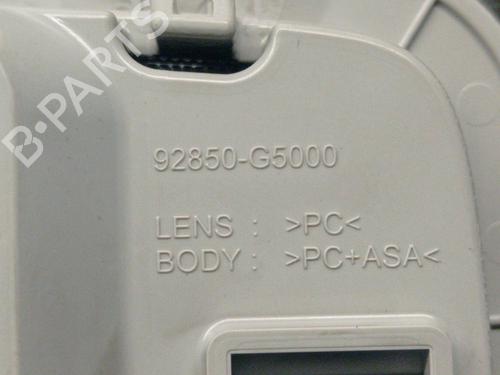 B-PARTS
92850-G5000
LENS : >PC<
BODY : >PC+ASA<